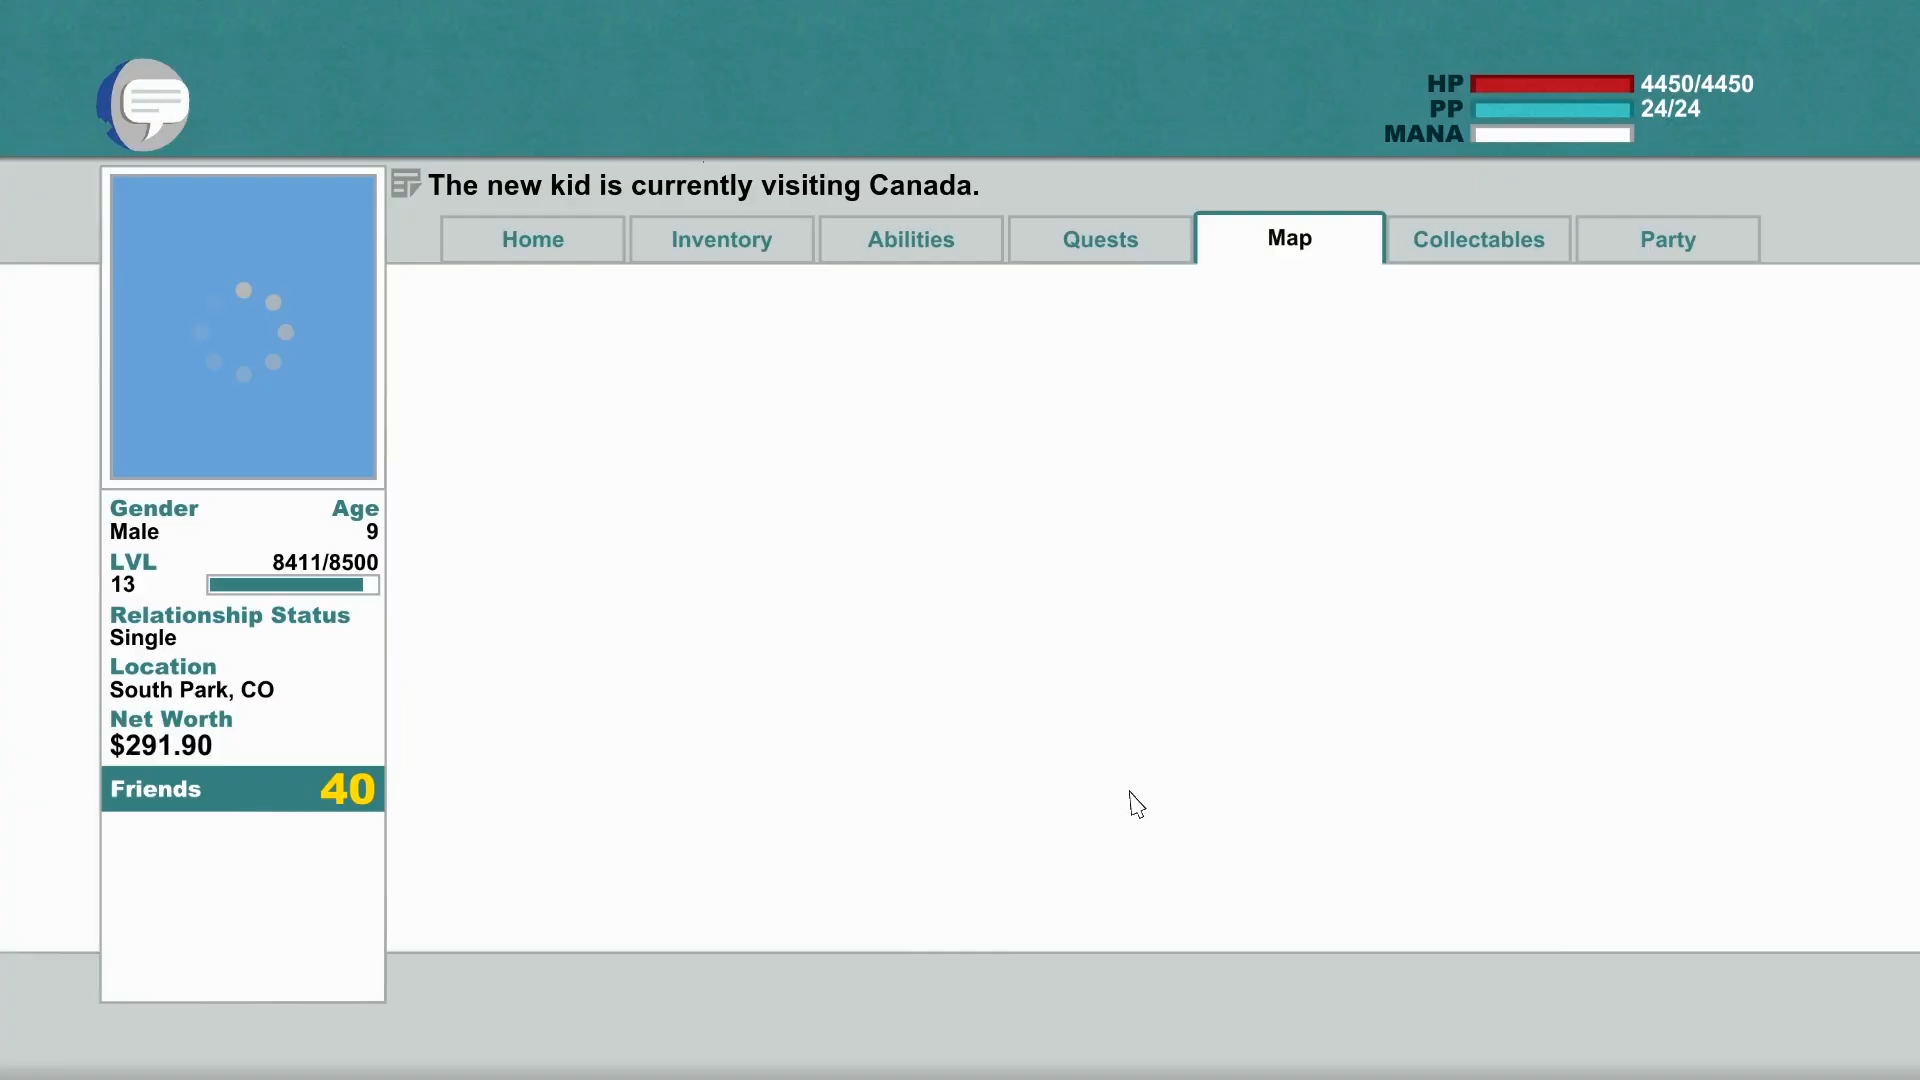 HP 4450/4450
PP 24/24
MANA
The new kid is currently visiting Canada.
Home Inventory Abilities Quests Map Collectables Party
Gender Age
Male 9
LVL 8411/8500
13
Relationship Status
Single
Location
South Park, CO
Net Worth
$291.90
Friends 40